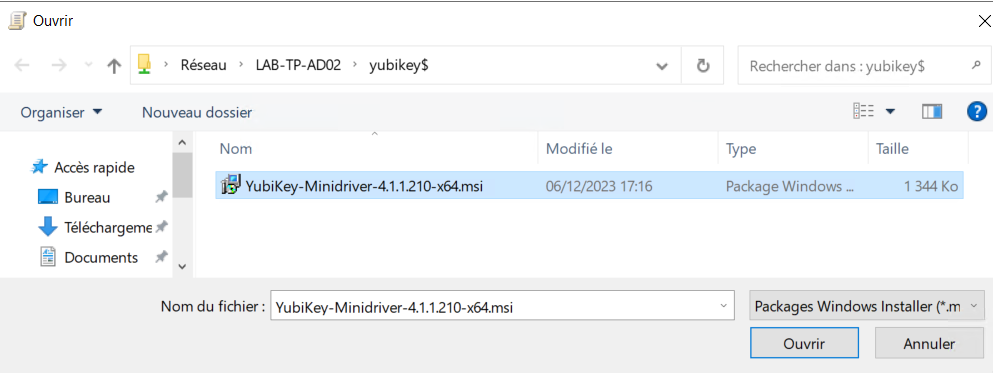 Ouvrir
Réseau > LAB-TP-AD02 > yubikey$
Rechercher dans : yubikey$
Organiser
Nouveau dossier
?
Nom
Modifié le
Type
Taille
Accès rapide
Bureau
Téléchargeme
Documents
YubiKey-Minidriver-4.1.1.210-x64.msi
06/12/2023 17:16
Package Windows ...
1 344 Ko
Nom du fichier :
YubiKey-Minidriver-4.1.1.210-x64.msi
Packages Windows Installer (*.m
Ouvrir
Annuler